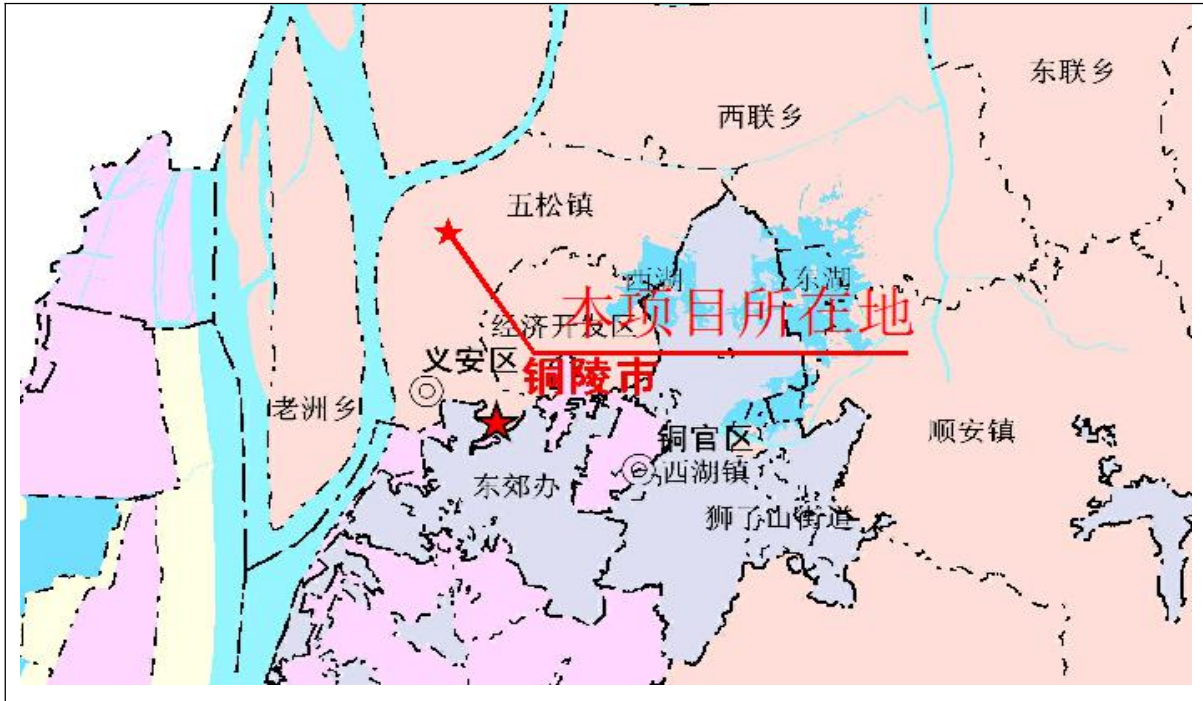 东联乡
西联乡
五松镇
西湖
东湖
本项目所在地
经济开发区
义安区
铜陵市
老洲乡
顺安镇
铜官区
西湖镇
东郊办
狮子山街道